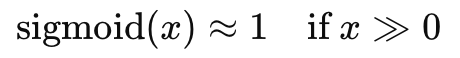 sigmoid(x) ≈ 1 if x ≫ 0